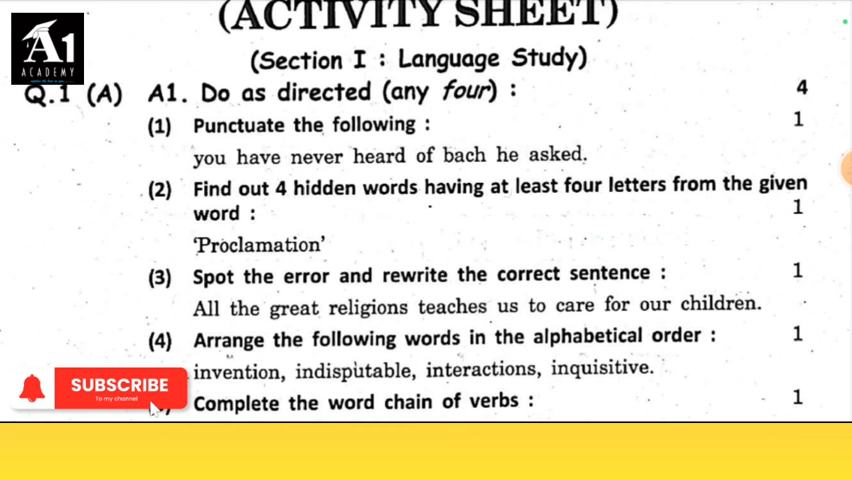 (ACTIVITY SHEET)
(Section I : Language Study)
A1
ACADEMY
Q.1 (A) A1. Do as directed (any four) : 4
(1) Punctuate the following : 1
you have never heard of bach he asked.
(2) Find out 4 hidden words having at least four letters from the given
word : 1
'Proclamation'
(3) Spot the error and rewrite the correct sentence : 1
All the great religions teaches us to care for our children.
(4) Arrange the following words in the alphabetical order : 1
invention, indisputable, interactions, inquisitive.
SUBSCRIBE
To my channel
Complete the word chain of verbs : 1